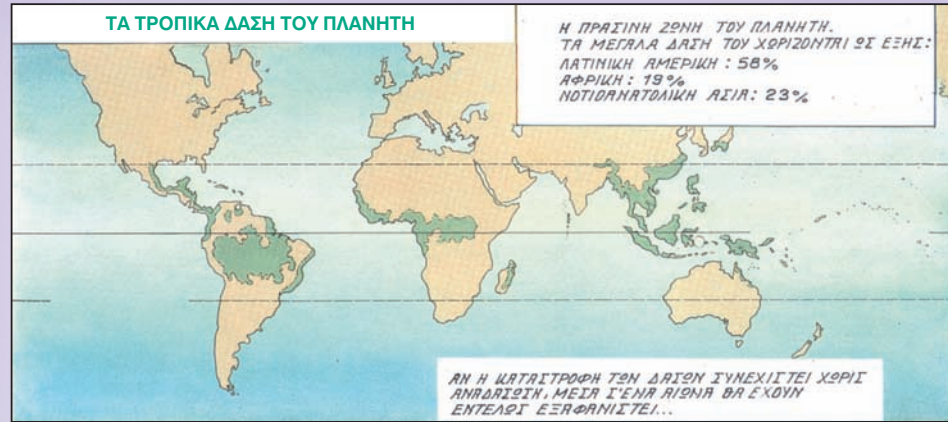 ΤΑ ΤΡΟΠΙΚΑ ΔΑΣΗ ΤΟΥ ΠΛΑΝΗΤΗ
Η ΠΡΑΣΙΝΗ ΖΩΝΗ ΤΟΥ ΠΛΑΝΗΤΗ.
ΤΑ ΜΕΓΑΛΑ ΔΑΣΗ ΤΟΥ ΧΩΡΙΖΟΝΤΑΙ ΩΣ ΕΞΗΣ:
ΛΑΤΙΝΙΚΗ ΑΜΕΡΙΚΗ : 58%
ΑΦΡΙΚΗ : 19%
ΝΟΤΙΟΑΝΑΤΟΛΙΚΗ ΑΣΙΑ: 23%
ΑΝ Η ΚΑΤΑΣΤΡΟΦΗ ΤΩΝ ΔΑΣΩΝ ΣΥΝΕΧΙΣΤΕΙ ΧΩΡΙΣ
ΑΝΑΔΑΣΩΣΗ, ΜΕΣΑ Σ'ΕΝΑ ΑΙΩΝΑ ΘΑ ΕΧΟΥΝ
ΕΝΤΕΛΩΣ ΕΞΑΦΑΝΙΣΤΕΙ...